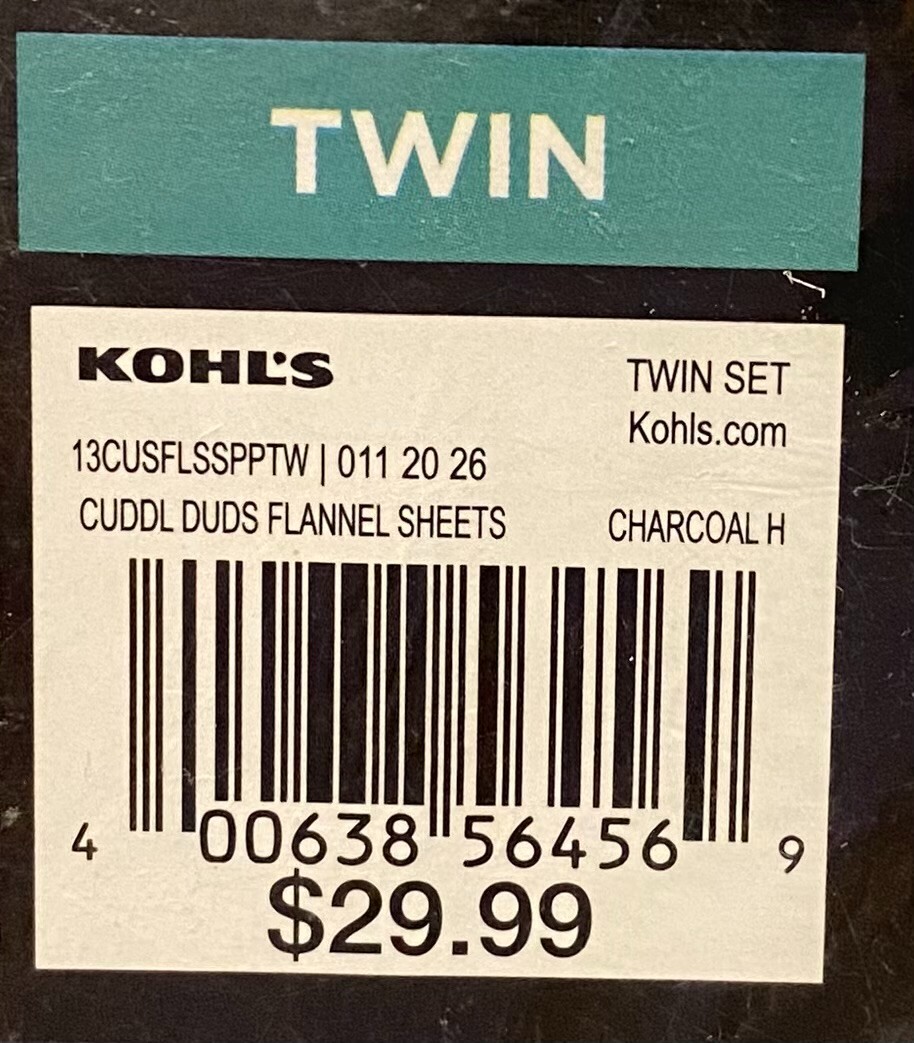 TWIN
KOHL'S
TWIN SET
Kohls.com
13CUSFLSSPPTW | 011 20 26
CUDDL DUDS FLANNEL SHEETS
CHARCOAL H
4 00638 56456 9
$29.99